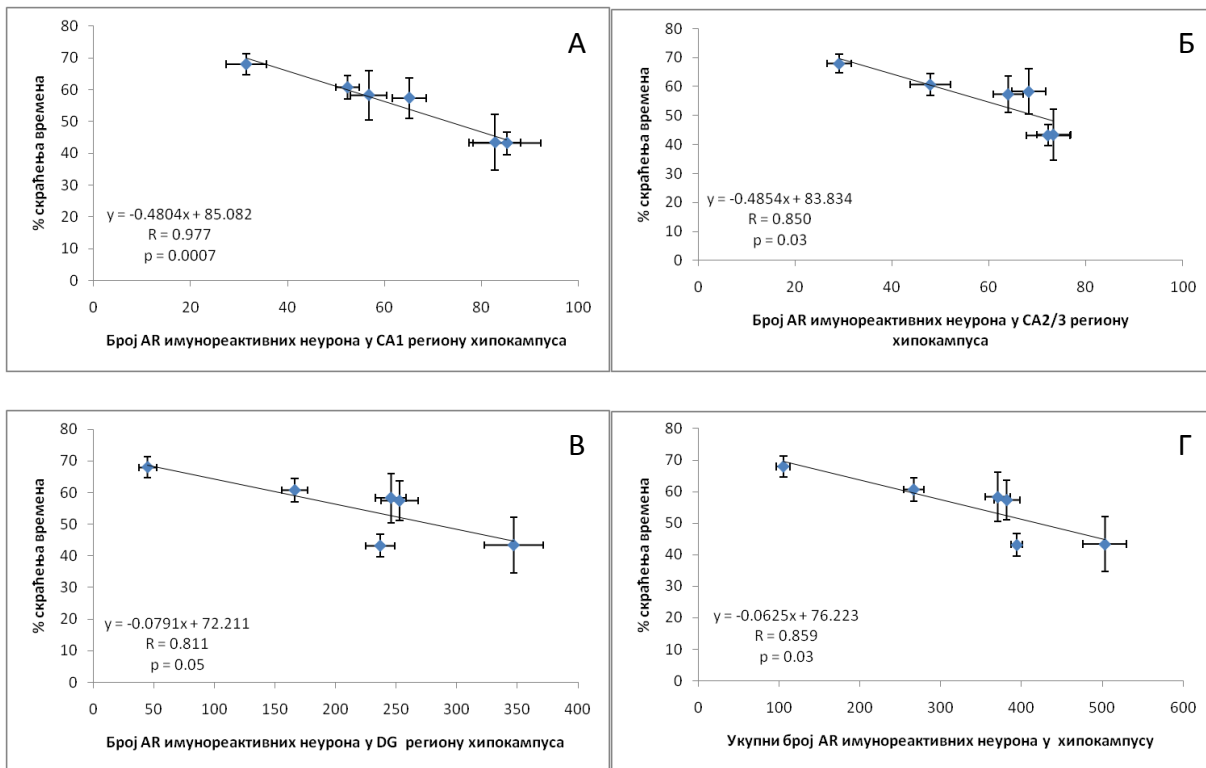 А
% скраћења времена
80
70
60
50
40
30
20
10
0
y = -0.4804x + 85.082
R = 0.977
p = 0.0007
0 20 40 60 80 100
Број AR имунореактивних неурона у CA1 региону хипокампуса
Б
% скраћења времена
80
70
60
50
40
30
20
10
0
y = -0.4854x + 83.834
R = 0.850
p = 0.03
0 20 40 60 80 100
Број AR имунореактивних неурона у CA2/3 региону
хипокампуса
В
% скраћења времена
80
70
60
50
40
30
20
10
0
y = -0.0791x + 72.211
R = 0.811
p = 0.05
0 50 100 150 200 250 300 350 400
Број AR имунореактивних неурона у DG региону хипокампуса
Г
% скраћења времена
80
70
60
50
40
30
20
10
0
y = -0.0625x + 76.223
R = 0.859
p = 0.03
0 100 200 300 400 500 600
Укупни број AR имунореактивних неурона у хипокампусу